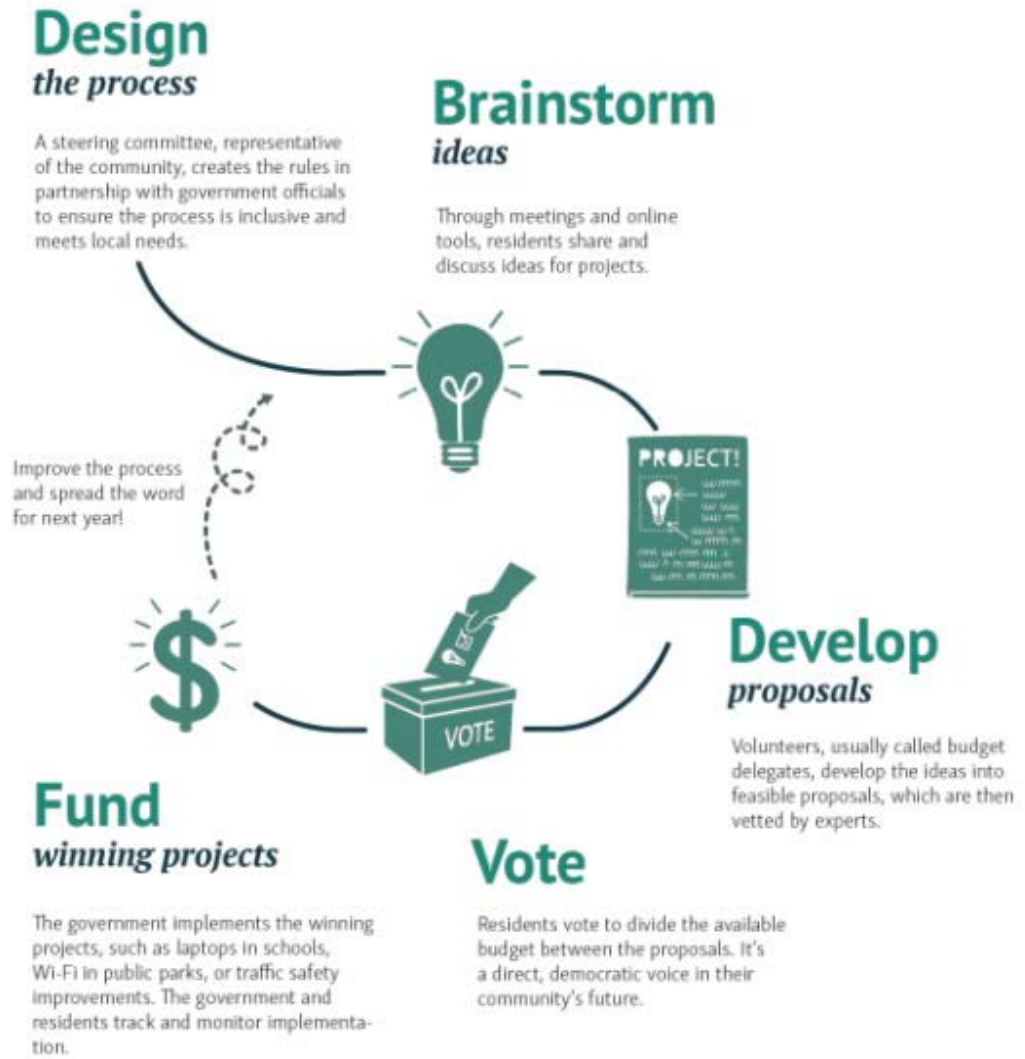 Design
the process
A steering committee, representative
of the community, creates the rules in
partnership with government officials
to ensure the process is inclusive and
meets local needs.
Brainstorm
ideas
Through meetings and online
tools, residents share and
discuss ideas for projects.
PROJECT!
Develop
proposals
Volunteers, usually called budget
delegates, develop the ideas into
feasible proposals, which are then
vetted by experts.
VOTE
Vote
Residents vote to divide the available
budget between the proposals. It's
a direct, democratic voice in their
community's future.
Fund
winning projects
The government implements the winning
projects, such as laptops in schools,
Wi-Fi in public parks, or traffic safety
improvements. The government and
residents track and monitor implementa-
tion.
Improve the process
and spread the word
for next year!